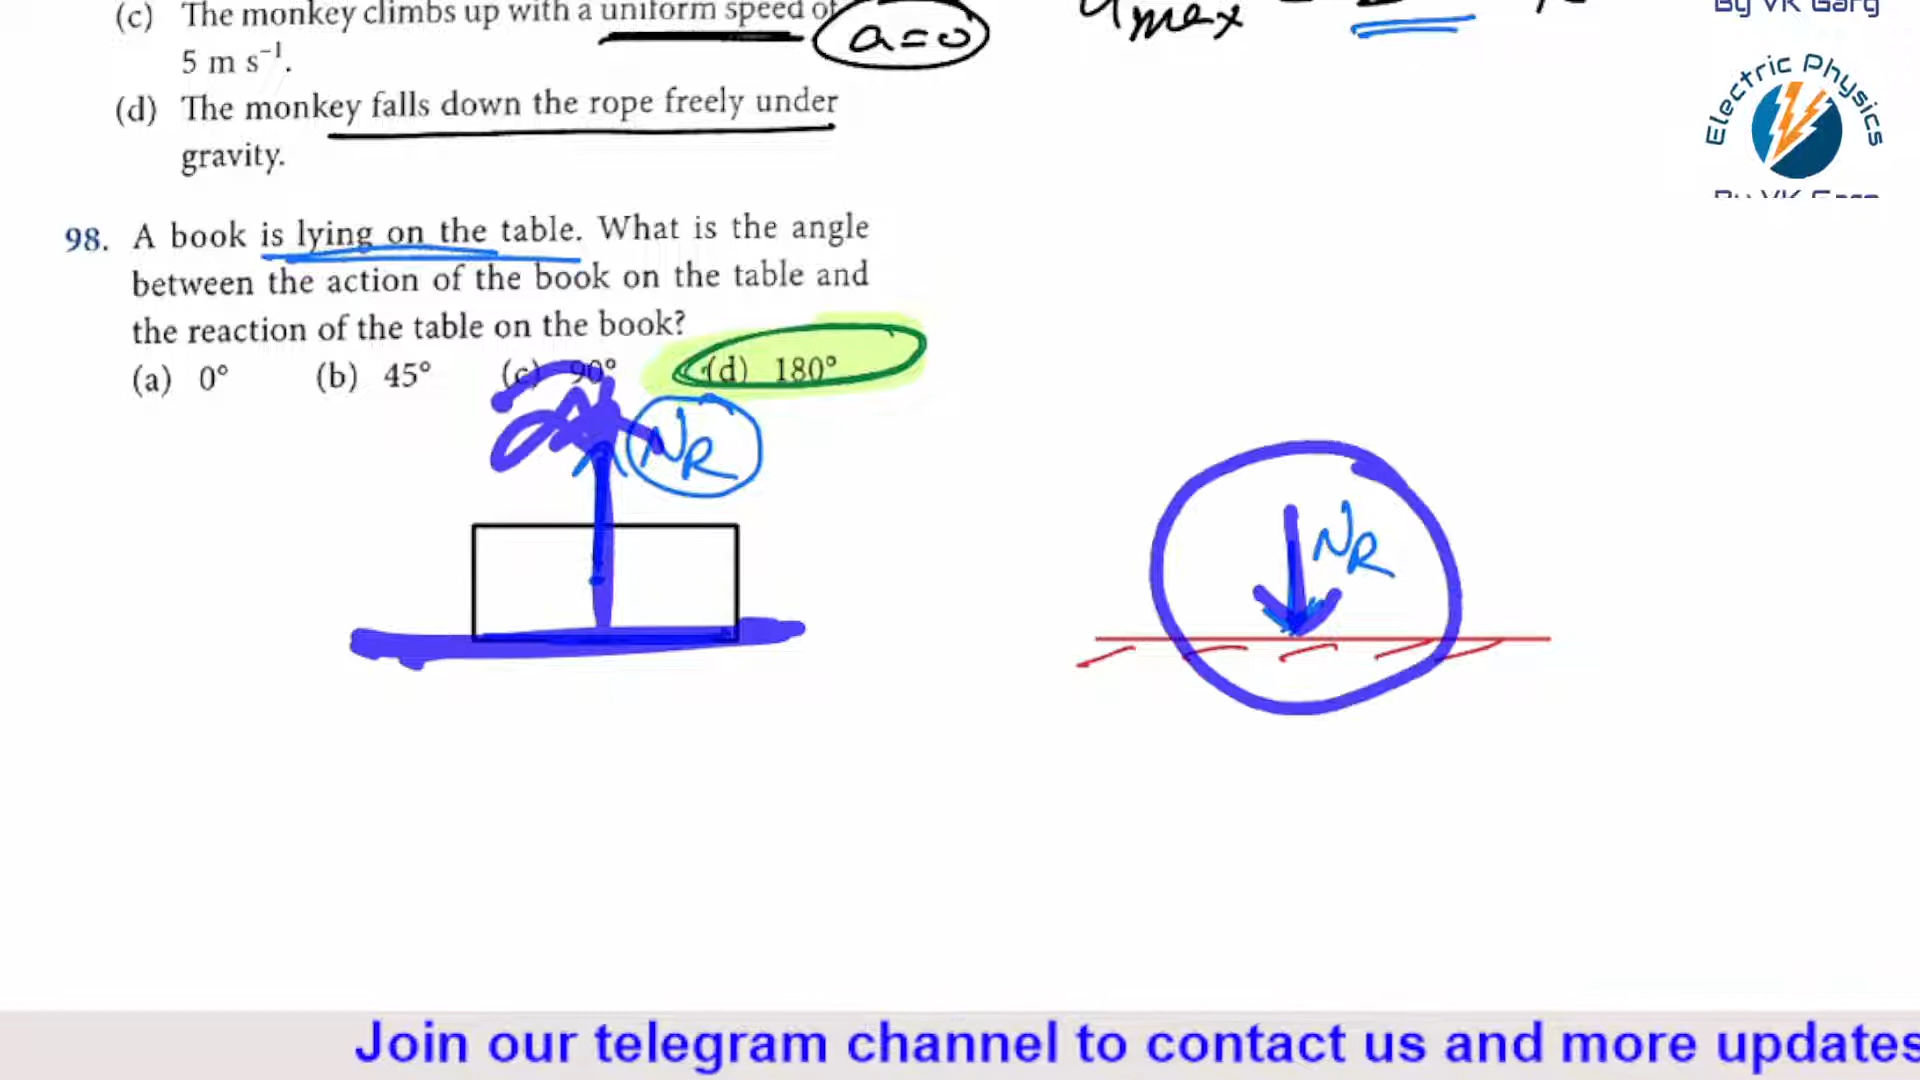 (c) The monkey climbs up with a uniform speed of
a=0
5 m s⁻¹.
(d) The monkey falls down the rope freely under
gravity.
max
By VK Garg
Electric Physics
98. A book is lying on the table. What is the angle
between the action of the book on the table and
the reaction of the table on the book?
(a) 0° (b) 45° (c) 90° (d) 180°
NR
NR
Join our telegram channel to contact us and more updates